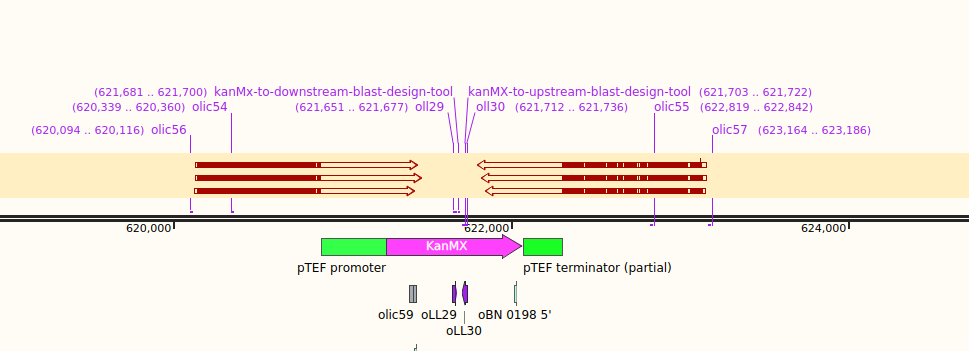 (621,681 .. 621,700) kanMx-to-downstream-blast-design-tool kanMX-to-upstream-blast-design-tool (621,703 .. 621,722)
(620,339 .. 620,360) olic54 (621,651 .. 621,677) oll29 oll30 (621,712 .. 621,736) olic55 (622,819 .. 622,842)
(620,094 .. 620,116) olic56 olic57 (623,164 .. 623,186)
620,000 622,000 624,000
KanMX
pTEF promoter pTEF terminator (partial)
olic59 oLL29 oBN 0198 5'
oLL30